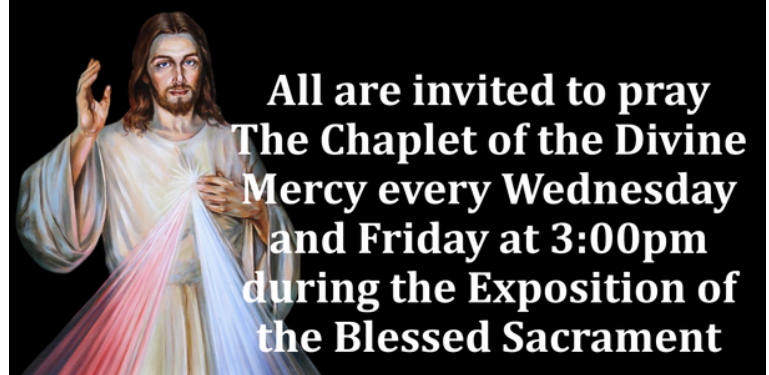 All are invited to pray
The Chaplet of the Divine
Mercy every Wednesday
and Friday at 3:00pm
during the Exposition of
the Blessed Sacrament